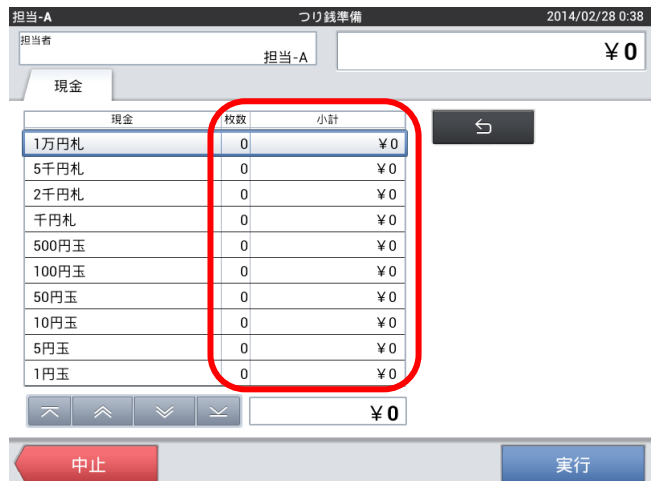 担当-A つり銭準備 2014/02/28 0:38
担当者
担当-A
¥0
現金
現金 枚数 小計
1万円札 0 ¥0
5千円札 0 ¥0
2千円札 0 ¥0
千円札 0 ¥0
500円玉 0 ¥0
100円玉 0 ¥0
50円玉 0 ¥0
10円玉 0 ¥0
5円玉 0 ¥0
1円玉 0 ¥0
¥0
中止 実行